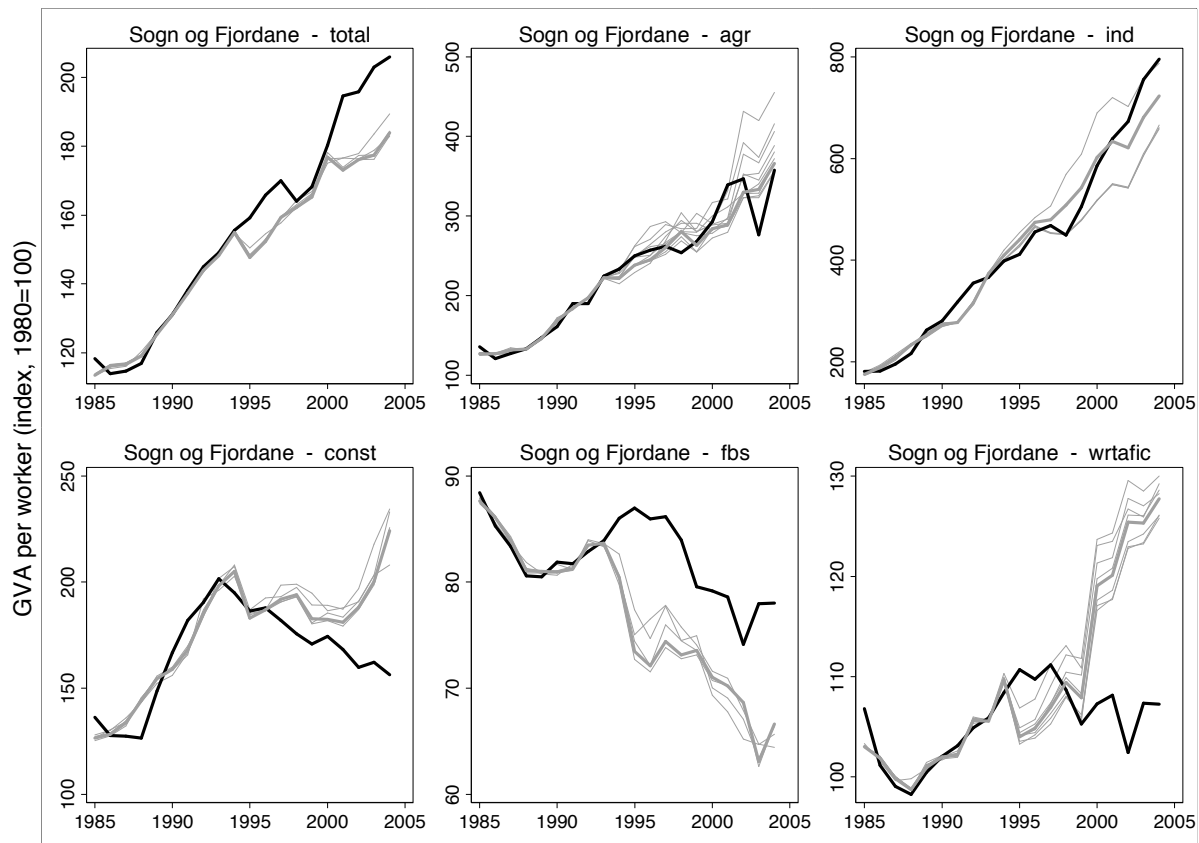 Sogn og Fjordane - total
Sogn og Fjordane - agr
Sogn og Fjordane - ind
GVA per worker (index, 1980=100)
120 140 160 180 200
1985 1990 1995 2000 2005
100 200 300 400 500
1985 1990 1995 2000 2005
200 400 600 800
1985 1990 1995 2000 2005
Sogn og Fjordane - const
Sogn og Fjordane - fbs
Sogn og Fjordane - wrtafic
100 150 200 250
1985 1990 1995 2000 2005
60 70 80 90
1985 1990 1995 2000 2005
100 110 120 130
1985 1990 1995 2000 2005